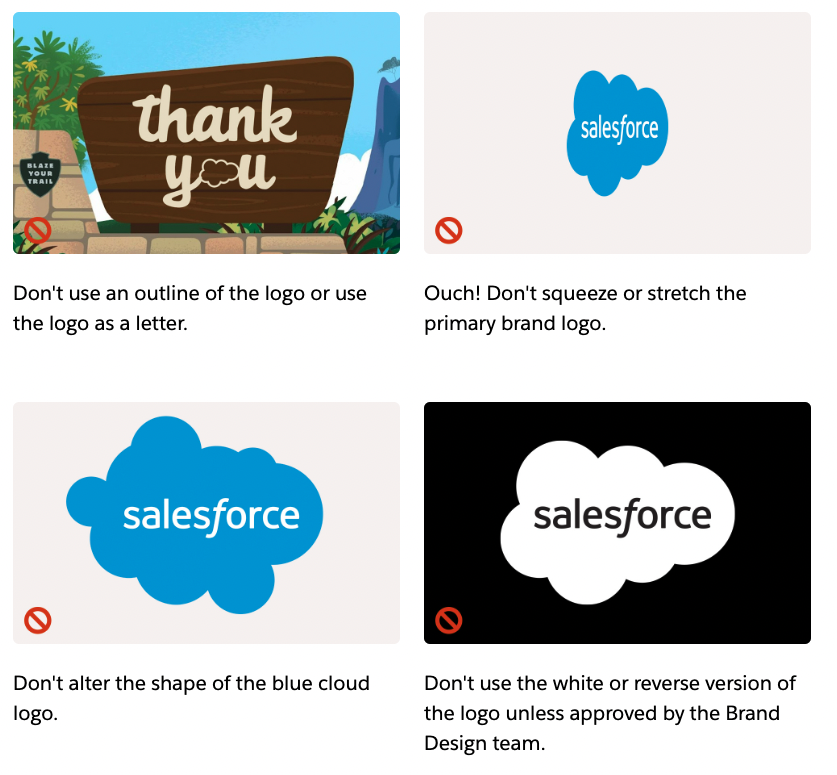 thank
you
BLAZE
YOUR
TRAIL
salesforce
Don't use an outline of the logo or use
the logo as a letter.
Ouch! Don't squeeze or stretch the
primary brand logo.
salesforce
salesforce
Don't alter the shape of the blue cloud
logo.
Don't use the white or reverse version of
the logo unless approved by the Brand
Design team.